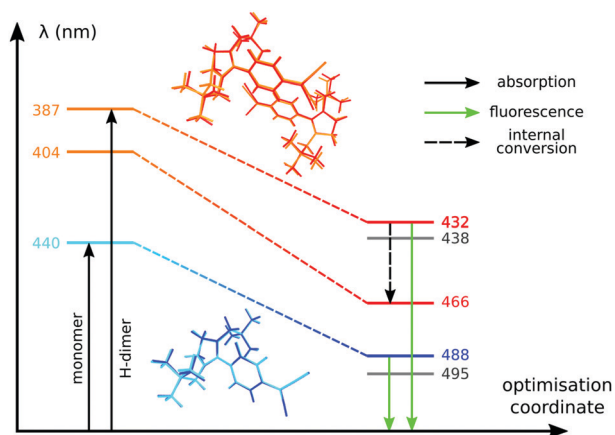 λ (nm)
387
404
440
monomer
H-dimer
absorption
fluorescence
internal
conversion
432
438
466
488
495
optimisation
coordinate